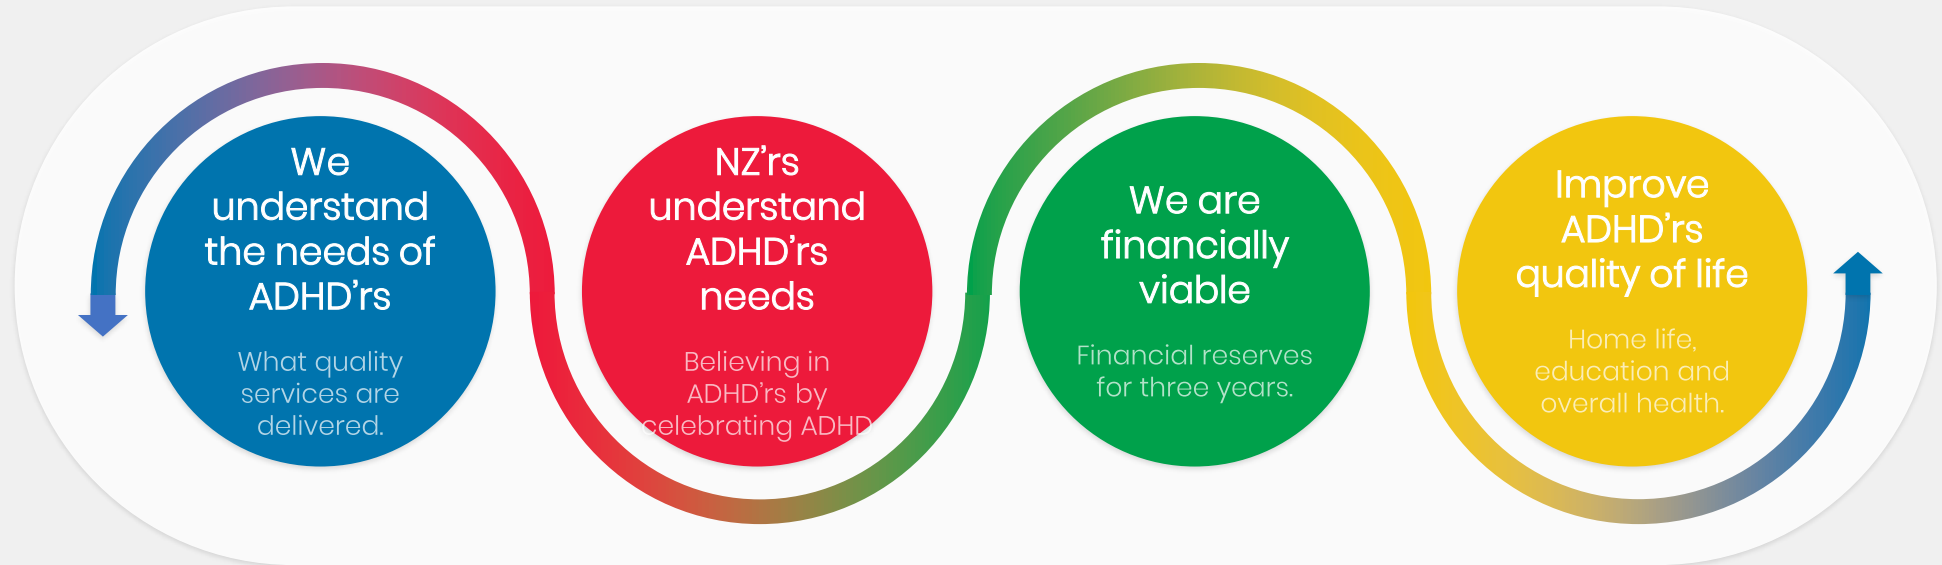 We
understand
the needs of
ADHD’rs
What quality
services are
delivered.
NZ’rs
understand
ADHD’rs
needs
Believing in
ADHD’rs by
celebrating ADHD
We are
financially
viable
Financial reserves
for three years.
Improve
ADHD’rs
quality of life
Home life,
education and
overall health.